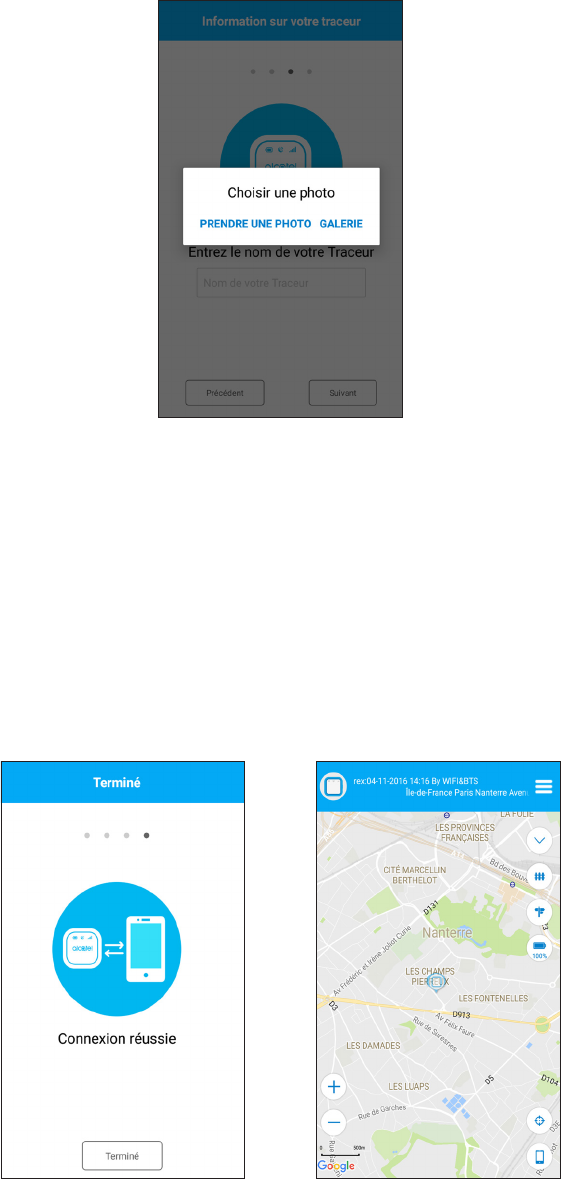 Information sur votre traceur
alcatel
Choisir une photo
PRENDRE UNE PHOTO GALERIE
Entrez le nom de votre Traceur
Nom de votre Traceur
Précédent
Suivant
Terminé
alcatel
Connexion réussie
Terminé
rex:04-11-2016 14:16 By WIFI&BTS
Île-de-France Paris Nanterre Avenu
LA FOLIE
LES PROVINCES
FRANÇAISES
Bd des Bouv
CITÉ MARCELLIN
BERTHELOT
D131
Nanterre
100%
Av Frédéric et Irène Joliot Curie
LES CHAMPS
PIERREUX
LES FONTENELLES
D3
D913
Av Félix Faure
Rue de Suresnes
LES DAMADES
D5
D104
LES LUAPS
Rue de Garches
D3E
0 500m
Google